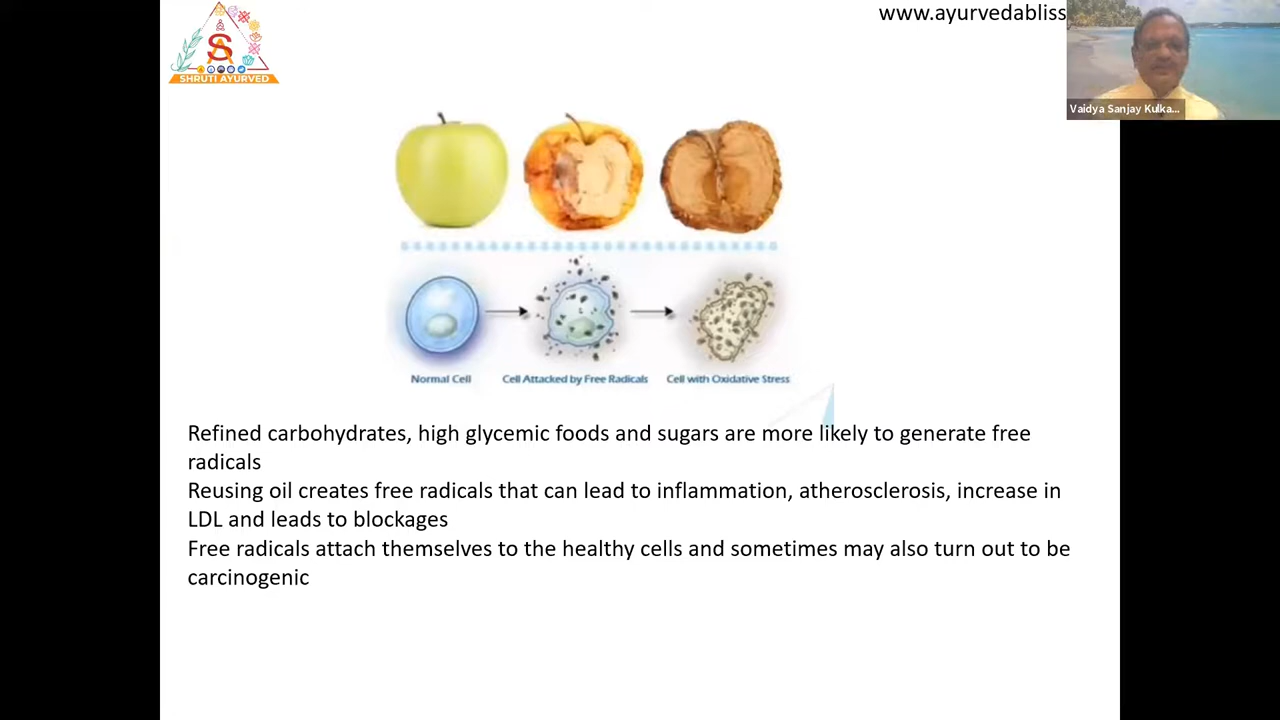 www.ayurvedabliss
SHRUTI AYURVED
Vaidya Sanjay Kulka...
Normal Cell
Cell Attacked by Free Radicals
Cell with Oxidative Stress
Refined carbohydrates, high glycemic foods and sugars are more likely to generate free
radicals
Reusing oil creates free radicals that can lead to inflammation, atherosclerosis, increase in
LDL and leads to blockages
Free radicals attach themselves to the healthy cells and sometimes may also turn out to be
carcinogenic